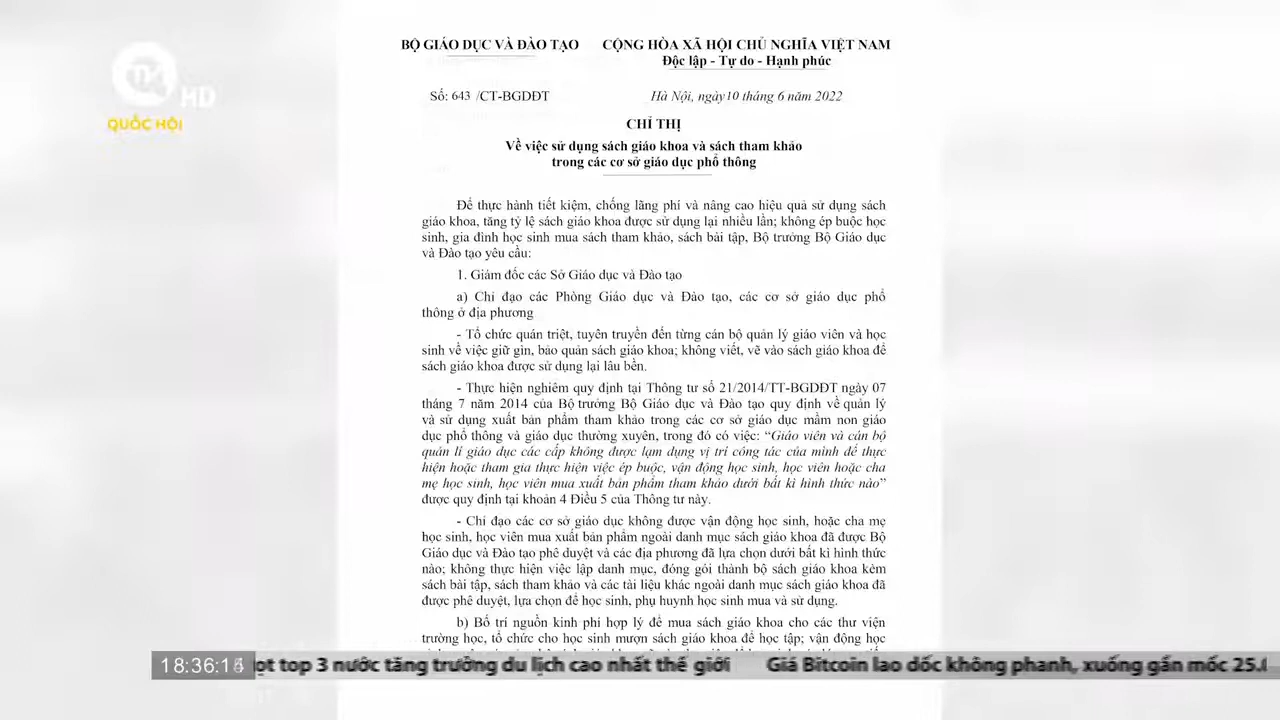 HD
QUỐC HỘI
BỘ GIÁO DỤC VÀ ĐÀO TẠO
CỘNG HÒA XÃ HỘI CHỦ NGHĨA VIỆT NAM
Độc lập - Tự do - Hạnh phúc
Số: 643 /CT-BGDĐT
Hà Nội, ngày10 tháng 6 năm 2022
CHỈ THỊ
Về việc sử dụng sách giáo khoa và sách tham khảo
trong các cơ sở giáo dục phổ thông
Để thực hành tiết kiệm, chống lãng phí và nâng cao hiệu quả sử dụng sách
giáo khoa, tăng tỷ lệ sách giáo khoa được sử dụng lại nhiều lần; không ép buộc học
sinh, gia đình học sinh mua sách tham khảo, sách bài tập, Bộ trưởng Bộ Giáo dục
và Đào tạo yêu cầu:
1. Giám đốc các Sở Giáo dục và Đào tạo
a) Chỉ đạo các Phòng Giáo dục và Đào tạo, các cơ sở giáo dục phổ
thông ở địa phương
- Tổ chức quán triệt, tuyên truyền đến từng cán bộ quản lý giáo viên và học
sinh về việc giữ gìn, bảo quản sách giáo khoa; không viết, vẽ vào sách giáo khoa để
sách giáo khoa được sử dụng lại lâu bền.
- Thực hiện nghiêm quy định tại Thông tư số 21/2014/TT-BGDĐT ngày 07
tháng 7 năm 2014 của Bộ trưởng Bộ Giáo dục và Đào tạo quy định về quản lý
và sử dụng xuất bản phẩm tham khảo trong các cơ sở giáo dục mầm non giáo
dục phổ thông và giáo dục thường xuyên, trong đó có việc: “Giáo viên và cán bộ
quản lí giáo dục các cấp không được lạm dụng vị trí công tác của mình để thực
hiện hoặc tham gia thực hiện việc ép buộc, vận động học sinh, học viên hoặc cha
mẹ học sinh, học viên mua xuất bản phẩm tham khảo dưới bất kì hình thức nào”
được quy định tại khoản 4 Điều 5 của Thông tư này.
- Chỉ đạo các cơ sở giáo dục không được vận động học sinh, hoặc cha mẹ
học sinh, học viên mua xuất bản phẩm ngoài danh mục sách giáo khoa đã được Bộ
Giáo dục và Đào tạo phê duyệt và các địa phương đã lựa chọn dưới bất kì hình thức
nào; không thực hiện việc lập danh mục, đóng gói thành bộ sách giáo khoa kèm
sách bài tập, sách tham khảo và các tài liệu khác ngoài danh mục sách giáo khoa đã
được phê duyệt, lựa chọn để học sinh, phụ huynh học sinh mua và sử dụng.
b) Bố trí nguồn kinh phí hợp lý để mua sách giáo khoa cho các thư viện
trường học, tổ chức cho học sinh mượn sách giáo khoa để học tập; vận động học
top 3 nước tăng trưởng du lịch cao nhất thế giới Giá Bitcoin lao dốc không phanh, xuống gần mốc